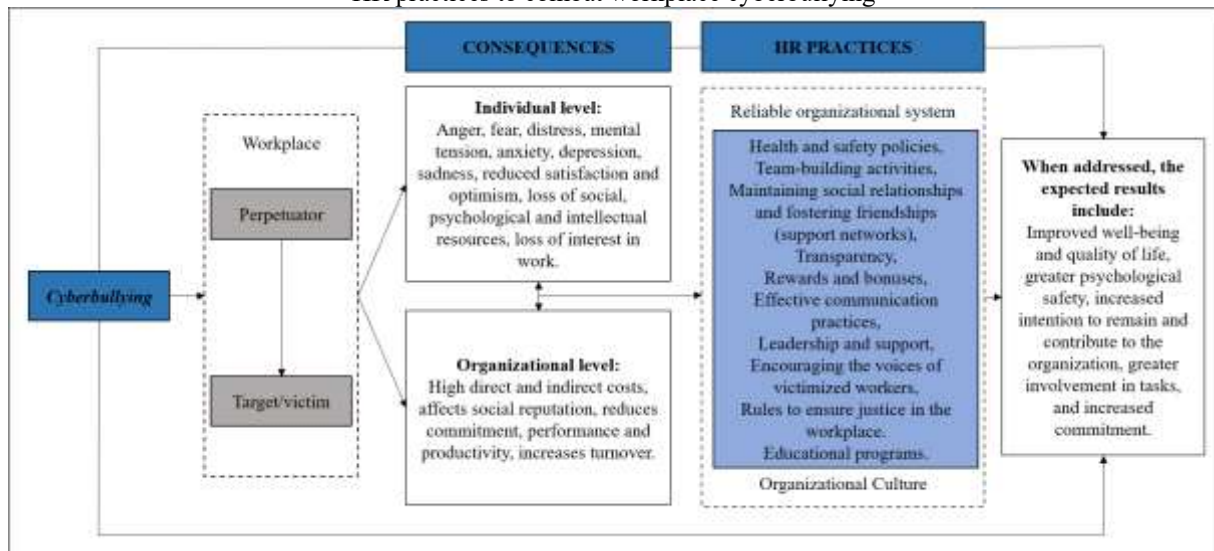 HR practices to combat workplace cyberbullying
CONSEQUENCES
HR PRACTICES
Cyberbullying
Workplace
Perpetuator
Target/victim
Individual level:
Anger, fear, distress, mental
tension, anxiety, depression,
sadness, reduced satisfaction and
optimism, loss of social,
psychological and intellectual
resources, loss of interest in
work.
Organizational level:
High direct and indirect costs,
affects social reputation, reduces
commitment, performance and
productivity, increases turnover.
Reliable organizational system
Health and safety policies,
Team-building activities,
Maintaining social relationships
and fostering friendships
(support networks),
Transparency,
Rewards and bonuses,
Effective communication
practices,
Leadership and support,
Encouraging the voices of
victimized workers,
Rules to ensure justice in the
workplace.
Educational programs.
Organizational Culture
When addressed, the
expected results
include:
Improved well-being
and quality of life,
greater psychological
safety, increased
intention to remain and
contribute to the
organization, greater
involvement in tasks,
and increased
commitment.